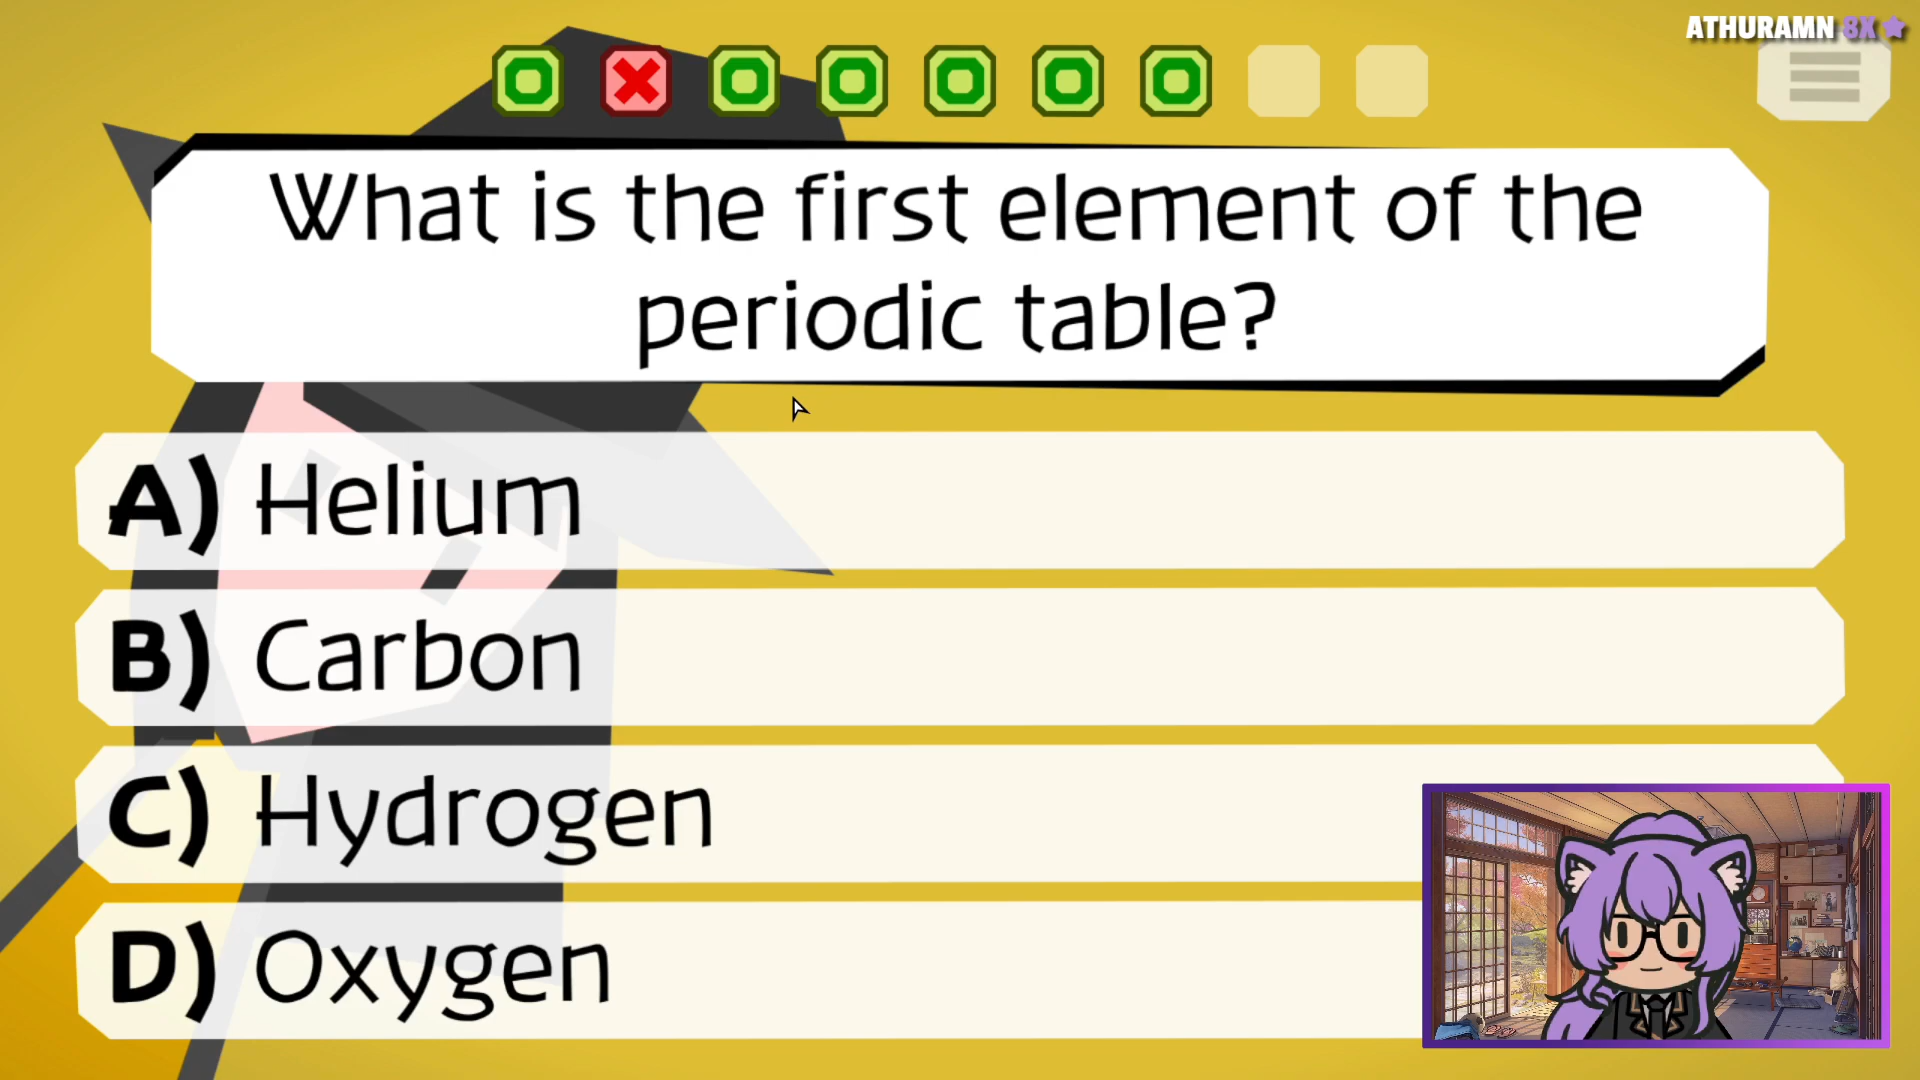 ATHURAMN 8X
What is the first element of the
periodic table?
A) Helium
B) Carbon
C) Hydrogen
D) Oxygen